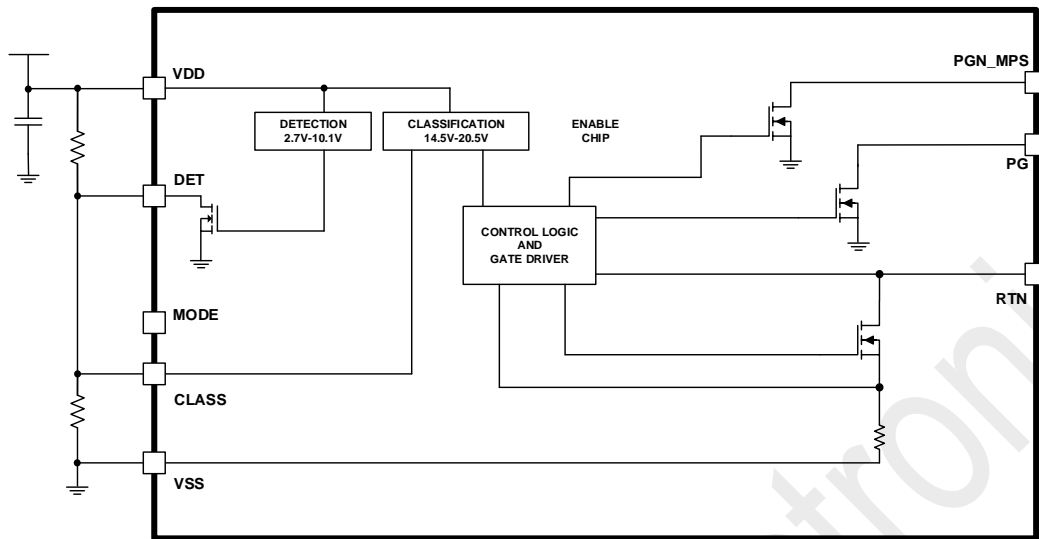 VDD
PGN_MPS
DETECTION
2.7V-10.1V
CLASSIFICATION
14.5V-20.5V
ENABLE
CHIP
PG
DET
CONTROL LOGIC
AND
GATE DRIVER
RTN
MODE
CLASS
VSS